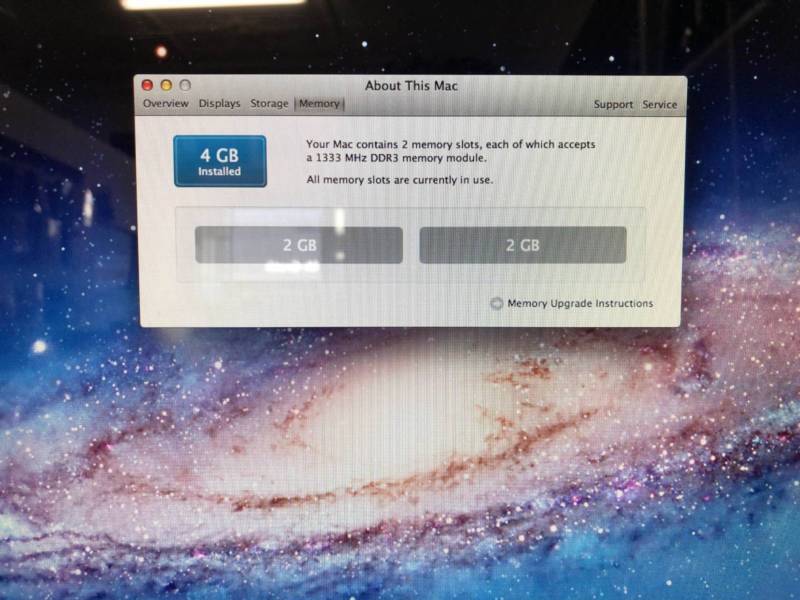 About This Mac
Overview Displays Storage Memory Support Service
4 GB
Installed
Your Mac contains 2 memory slots, each of which accepts
a 1333 MHz DDR3 memory module.
All memory slots are currently in use.
2 GB 2 GB
Memory Upgrade Instructions